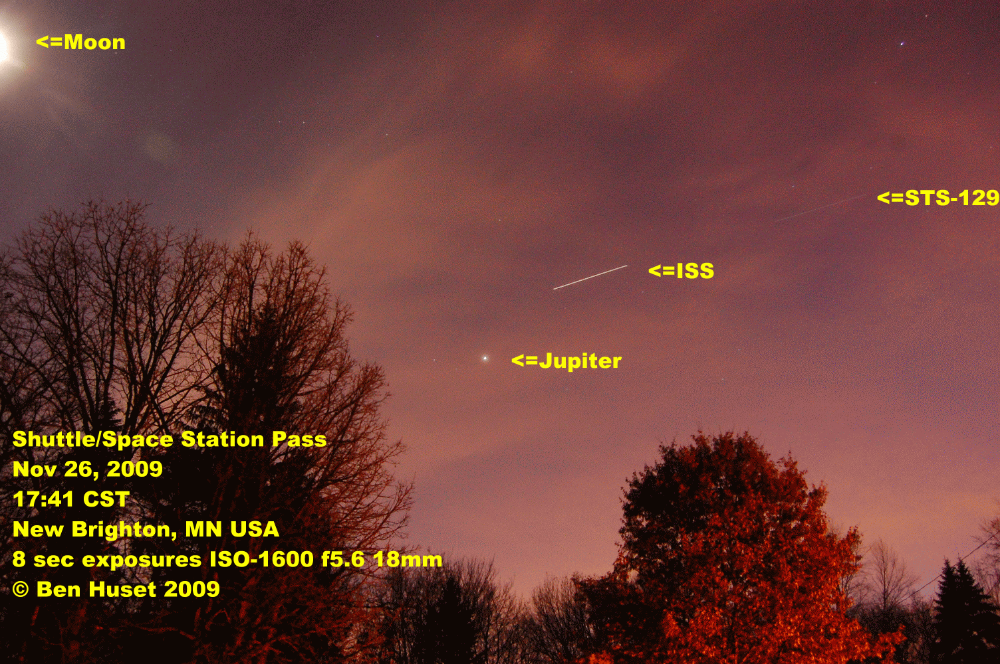 <=Moon
<=STS-129
<=ISS
<=Jupiter
Shuttle/Space Station Pass
Nov 26, 2009
17:41 CST
New Brighton, MN USA
8 sec exposures ISO-1600 f5.6 18mm
© Ben Huset 2009